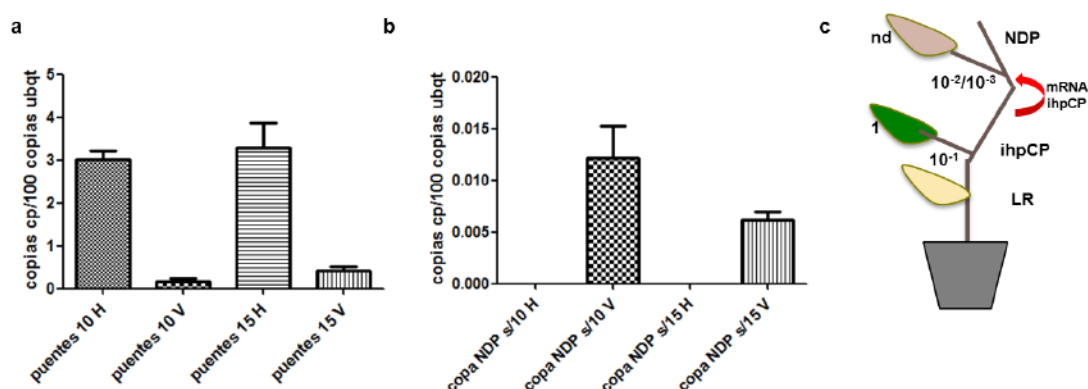 a
copias cp/100 copias ubqt
5
4
3
2
1
0
puentes 10 H
puentes 10 V
puentes 15 H
puentes 15 V
b
copias cp/100 copias ubqt
0.020
0.015
0.010
0.005
0.000
copa NDP s/10 H
copa NDP s/10 V
copa NDP s/15 H
copa NDP s/15 V
c
nd
NDP
10⁻²/10⁻³
mRNA
ihpCP
1
ihpCP
10⁻¹
LR